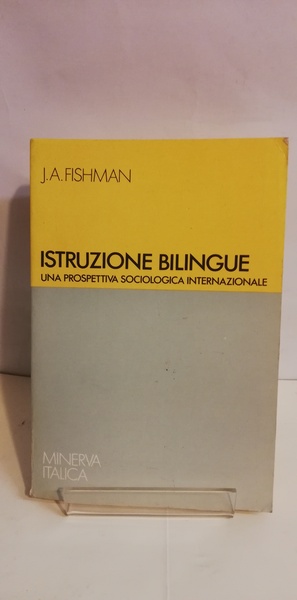 J.A.FISHMAN
ISTRUZIONE BILINGUE
UNA PROSPETTIVA SOCIOLOGICA INTERNAZIONALE
MINERVA
ITALICA